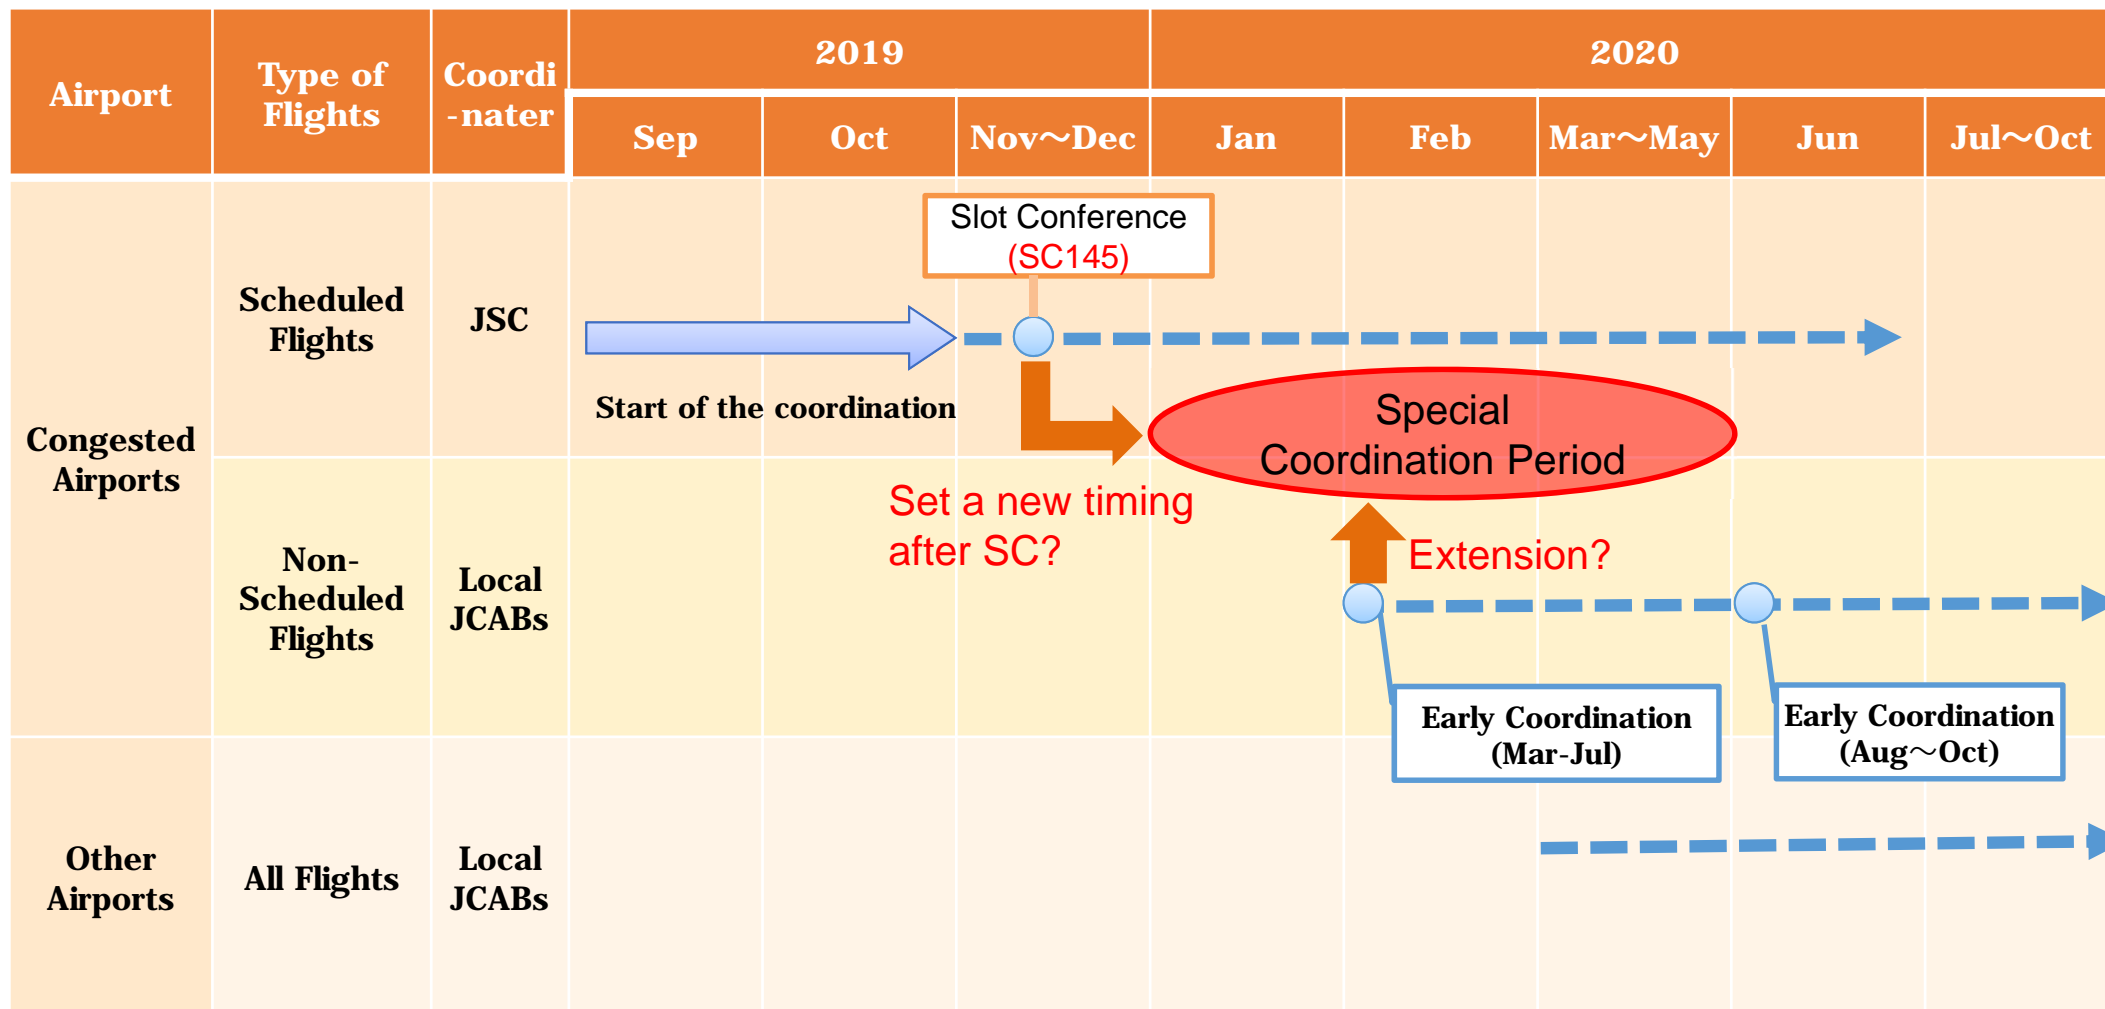 Airport
Type of
Flights
Coordi
-nater
2019
2020
Sep
Oct
Nov～Dec
Jan
Feb
Mar～May
Jun
Jul～Oct
Congested
Airports
Scheduled
Flights
JSC
Slot Conference
(SC145)
Start of the coordination
Special
Coordination Period
Set a new timing
after SC?
Extension?
Non-
Scheduled
Flights
Local
JCABs
Early Coordination
(Mar-Jul)
Early Coordination
(Aug～Oct)
Other
Airports
All Flights
Local
JCABs